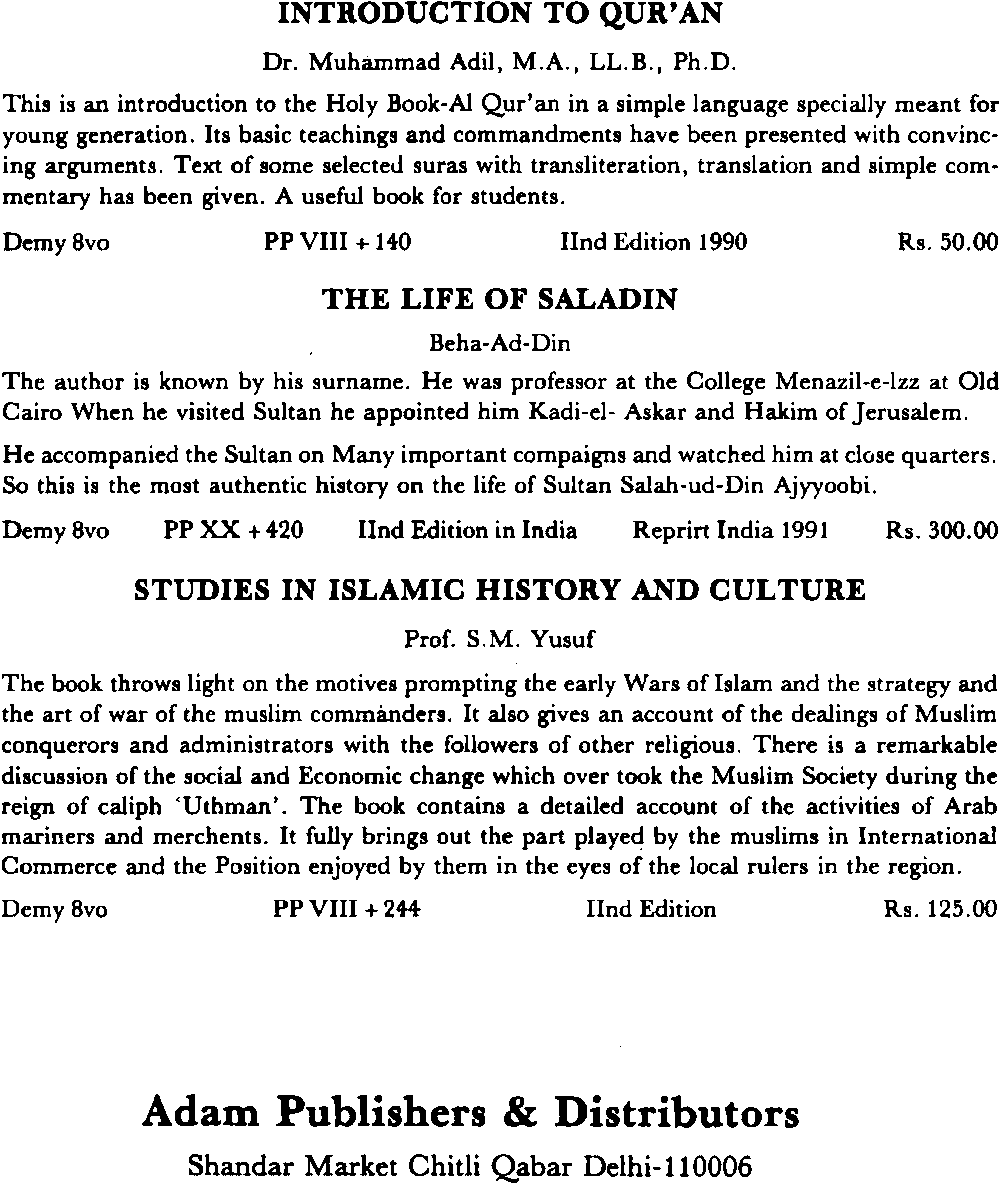 INTRODUCTION TO QUR'AN
Dr. Muhammad Adil, M.A., LL.B., Ph.D.
This is an introduction to the Holy Book-Al Qur'an in a simple language specially meant for
young generation. Its basic teachings and commandments have been presented with convinc-
ing arguments. Text of some selected suras with transliteration, translation and simple com-
mentary has been given. A useful book for students.
Demy 8vo PP VIII + 140 IInd Edition 1990 Rs. 50.00
THE LIFE OF SALADIN
Beha-Ad-Din
The author is known by his surname. He was professor at the College Menazil-e-lzz at Old
Cairo When he visited Sultan he appointed him Kadi-el- Askar and Hakim of Jerusalem.
He accompanied the Sultan on Many important compaigns and watched him at close quarters.
So this is the most authentic history on the life of Sultan Salah-ud-Din Ajyyoobi.
Demy 8vo PP XX + 420 IInd Edition in India Reprirt India 1991 Rs. 300.00
STUDIES IN ISLAMIC HISTORY AND CULTURE
Prof. S.M. Yusuf
The book throws light on the motives prompting the early Wars of Islam and the strategy and
the art of war of the muslim commanders. It also gives an account of the dealings of Muslim
conquerors and administrators with the followers of other religious. There is a remarkable
discussion of the social and Economic change which over took the Muslim Society during the
reign of caliph 'Uthman'. The book contains a detailed account of the activities of Arab
mariners and merchents. It fully brings out the part played by the muslims in International
Commerce and the Position enjoyed by them in the eyes of the local rulers in the region.
Demy 8vo PP VIII + 244 IInd Edition Rs. 125.00
Adam Publishers & Distributors
Shandar Market Chitli Qabar Delhi-110006